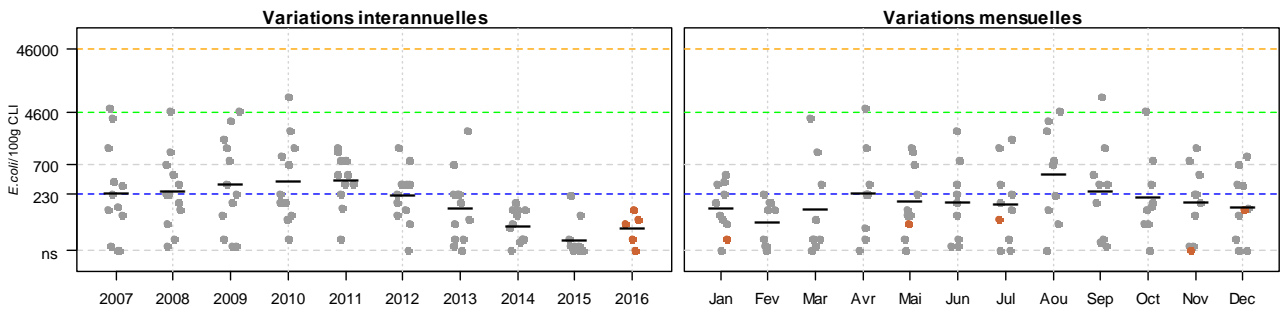 Variations interannuelles
Variations mensuelles
E.coli/100g CLI
46000
4600
700
230
ns
2007 2008 2009 2010 2011 2012 2013 2014 2015 2016
Jan Fev Mar Avr Mai Jun Jul Aou Sep Oct Nov Dec